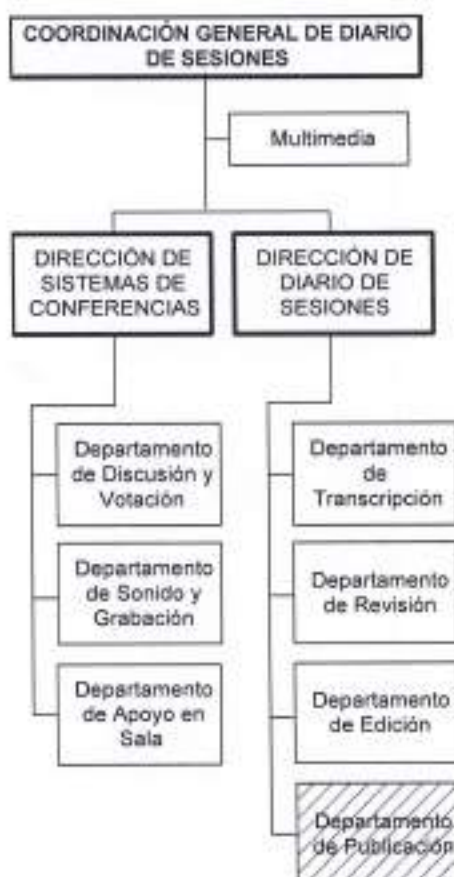 COORDINACIÓN GENERAL DE DIARIO
DE SESIONES
Multimedia
DIRECCIÓN DE
SISTEMAS DE
CONFERENCIAS
DIRECCIÓN DE
DIARIO DE
SESIONES
Departamento
de Discusión y
Votación
Departamento
de Sonido y
Grabación
Departamento
de Apoyo en
Sala
Departamento
de
Transcripción
Departamento
de Revisión
Departamento
de Edición
Departamento
de Publicación